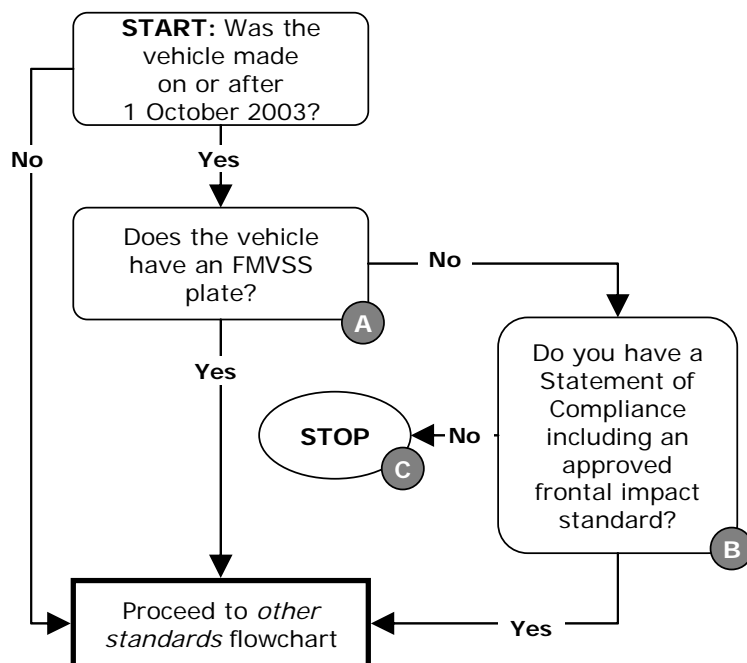 START: Was the
vehicle made
on or after
1 October 2003?
No
Yes
Does the vehicle
have an FMVSS
plate?
A
No
Yes
Do you have a
Statement of
Compliance
including an
approved
frontal impact
standard?
B
No
STOP
C
Yes
Proceed to other
standards flowchart